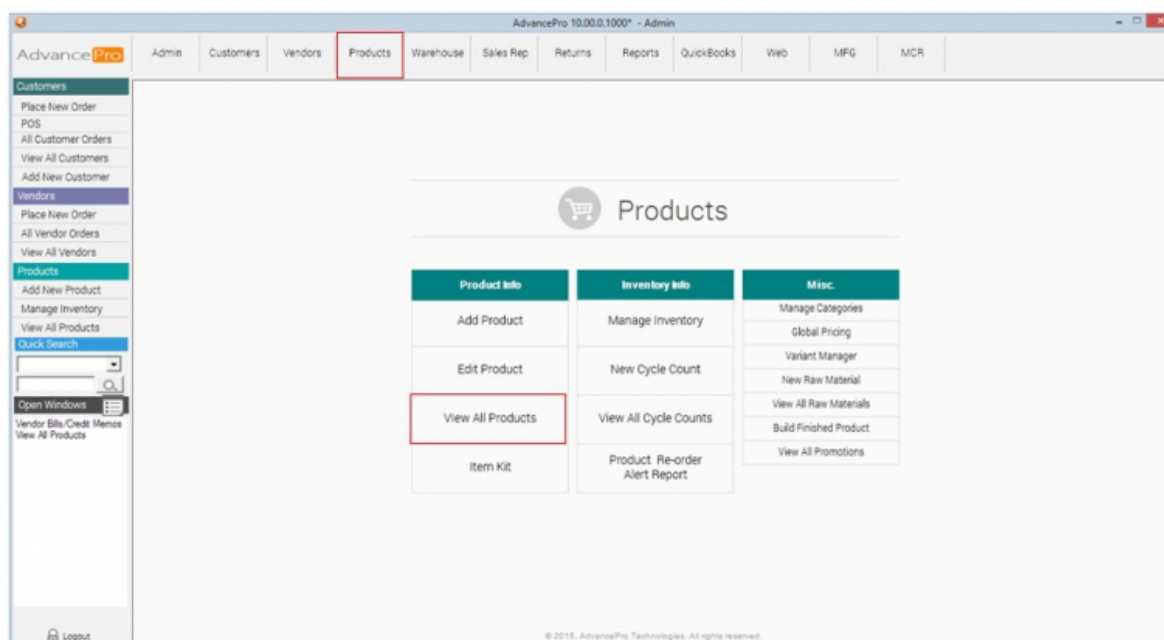 AdvancePro 10.00.0.1000* - Admin
AdvancePro
Admin
Customers
Vendors
Products
Warehouse
Sales Rep
Returns
Reports
QuickBooks
Web
MFG
MCR
Customers
Place New Order
POS
All Customer Orders
View All Customers
Add New Customer
Vendors
Place New Order
All Vendor Orders
View All Vendors
Products
Add New Product
Manage Inventory
View All Products
Quick Search
Open Windows
Vendor Bills/Credit Memos
View All Products
Logout
Products
Product Info
Add Product
Edit Product
View All Products
Item Kit
Inventory Info
Manage Inventory
New Cycle Count
View All Cycle Counts
Product Re-order
Alert Report
Misc.
Manage Categories
Global Pricing
Variant Manager
New Raw Material
View All Raw Materials
Build Finished Product
View All Promotions
© 2015. AdvancePro Technologies. All rights reserved.